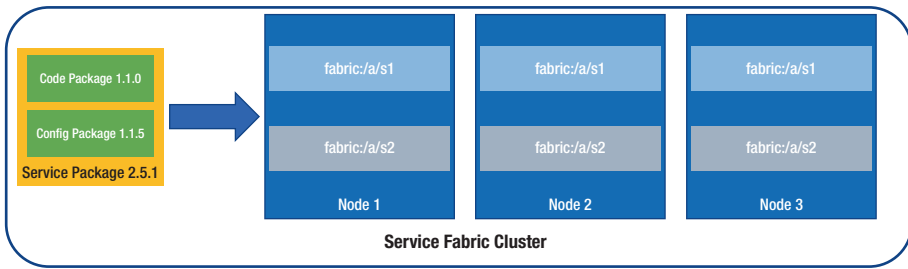 Code Package 1.1.0
Config Package 1.1.5
Service Package 2.5.1
fabric:/a/s1
fabric:/a/s2
Node 1
fabric:/a/s1
fabric:/a/s2
Node 2
fabric:/a/s1
fabric:/a/s2
Node 3
Service Fabric Cluster